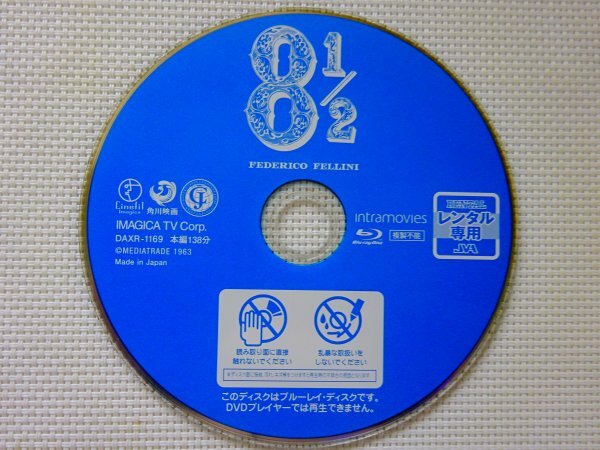 8 1/2
FEDERICO FELLINI
Cinefil
Imagica
角川映画
IMAGICA TV Corp.
DAXR-1169 本編138分
©MEDIATRADE 1963
Made in Japan
intramovies
Blu-ray Disc
複製不能
RENTAL
レンタル
専用
JVA
読み取り面に直接
触れないでください
乱暴な取扱いを
しないでください
このディスクはブルーレイ・ディスクです。
DVDプレイヤーでは再生できません。